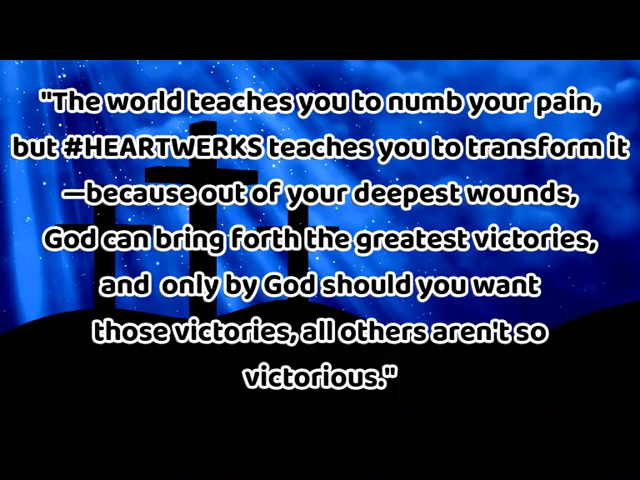 "The world teaches you to numb your pain,
but #HEARTWERKS teaches you to transform it
—because out of your deepest wounds,
God can bring forth the greatest victories,
and  only by God should you want
those victories, all others aren't so
victorious."